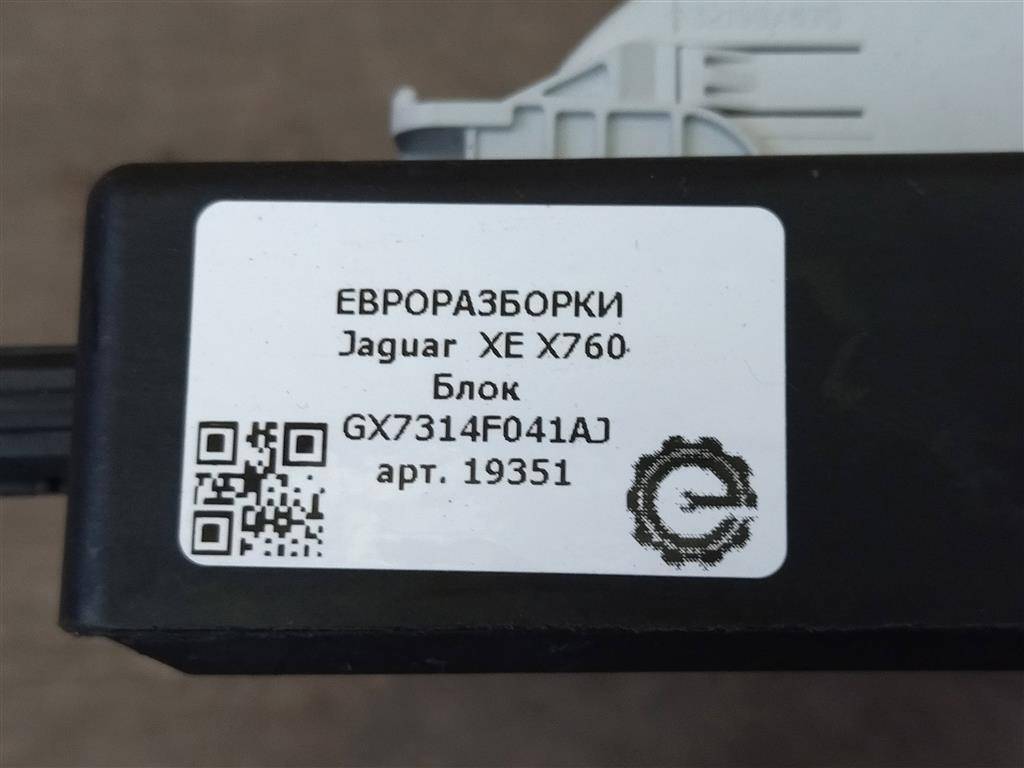 ЕВРОРАЗБОРКИ
Jaguar XE X760
Блок
GX7314F041AJ
арт. 19351